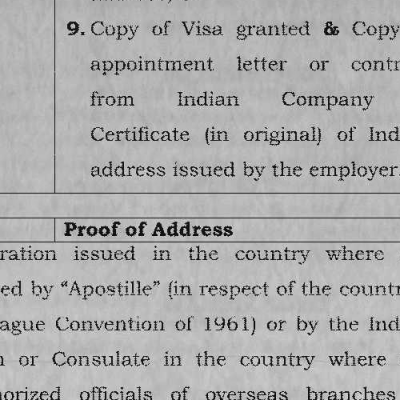 9. Copy of Visa granted & Copy
appointment letter or contr
from Indian Company
Certificate (in original) of Ind
address issued by the employer.
Proof of Address
ration issued in the country where
ed by “Apostille” (in respect of the countr
ague Convention of 1961) or by the Ind
n or Consulate in the country where
horized officials of overseas branches